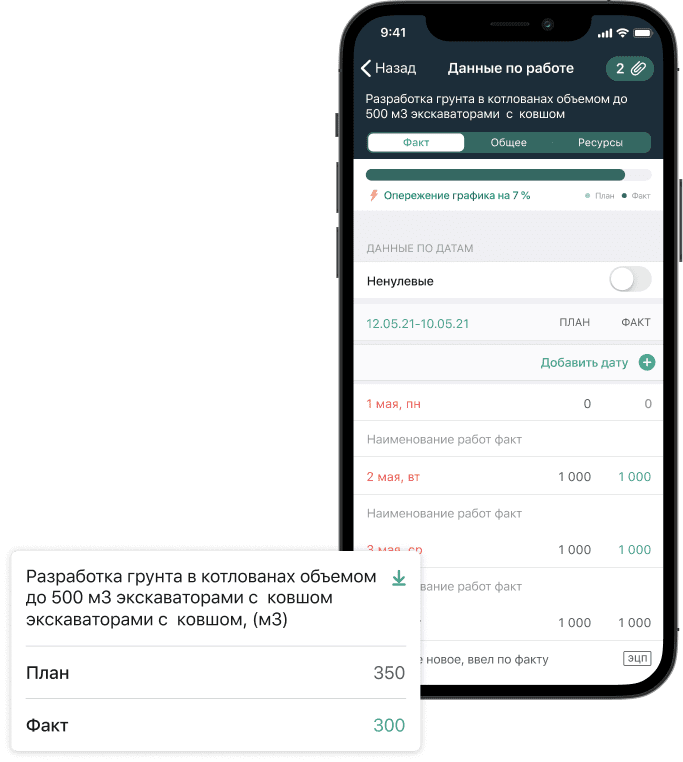 9:41
Назад Данные по работе 2
Разработка грунта в котлованах объемом до
500 м3 экскаваторами с ковшом
Факт Общее Ресурсы
Опережение графика на 7 % План Факт
ДАННЫЕ ПО ДАТАМ
Ненулевые
12.05.21-10.05.21 ПЛАН ФАКТ
Добавить дату
1 мая, пн 0 0
Наименование работ факт
2 мая, вт 1 000 1 000
Наименование работ факт
3 мая, ср 1 000 1 000
работ факт
1 000 1 000
новое, ввел по факту ЭЦП
Разработка грунта в котлованах объемом
до 500 м3 экскаваторами с ковшом
экскаваторами с ковшом, (м3)
План 350
Факт 300